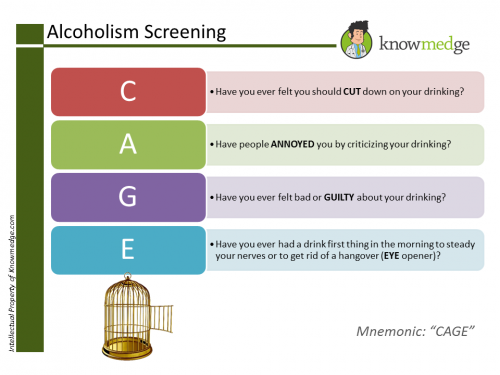 Alcoholism Screening
knowmedge
C
•Have you ever felt you should CUT down on your drinking?
A
•Have people ANNOYED you by criticizing your drinking?
G
•Have you ever felt bad or GUILTY about your drinking?
E
•Have you ever had a drink first thing in the morning to steady
your nerves or to get rid of a hangover (EYE opener)?
Mnemonic: “CAGE”
Intellectual Property of Knowmedge.com